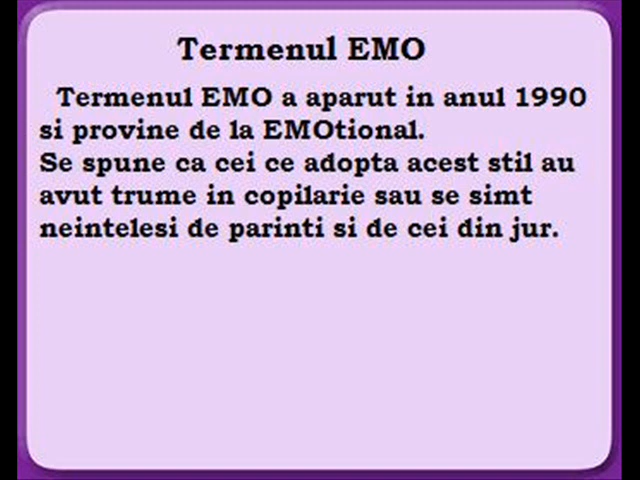 Termenul EMO
Termenul EMO a aparut in anul 1990
si provine de la EMOtional.
Se spune ca cei ce adopta acest stil au
avut trume in copilarie sau se simt
neintelesi de parinti si de cei din jur.